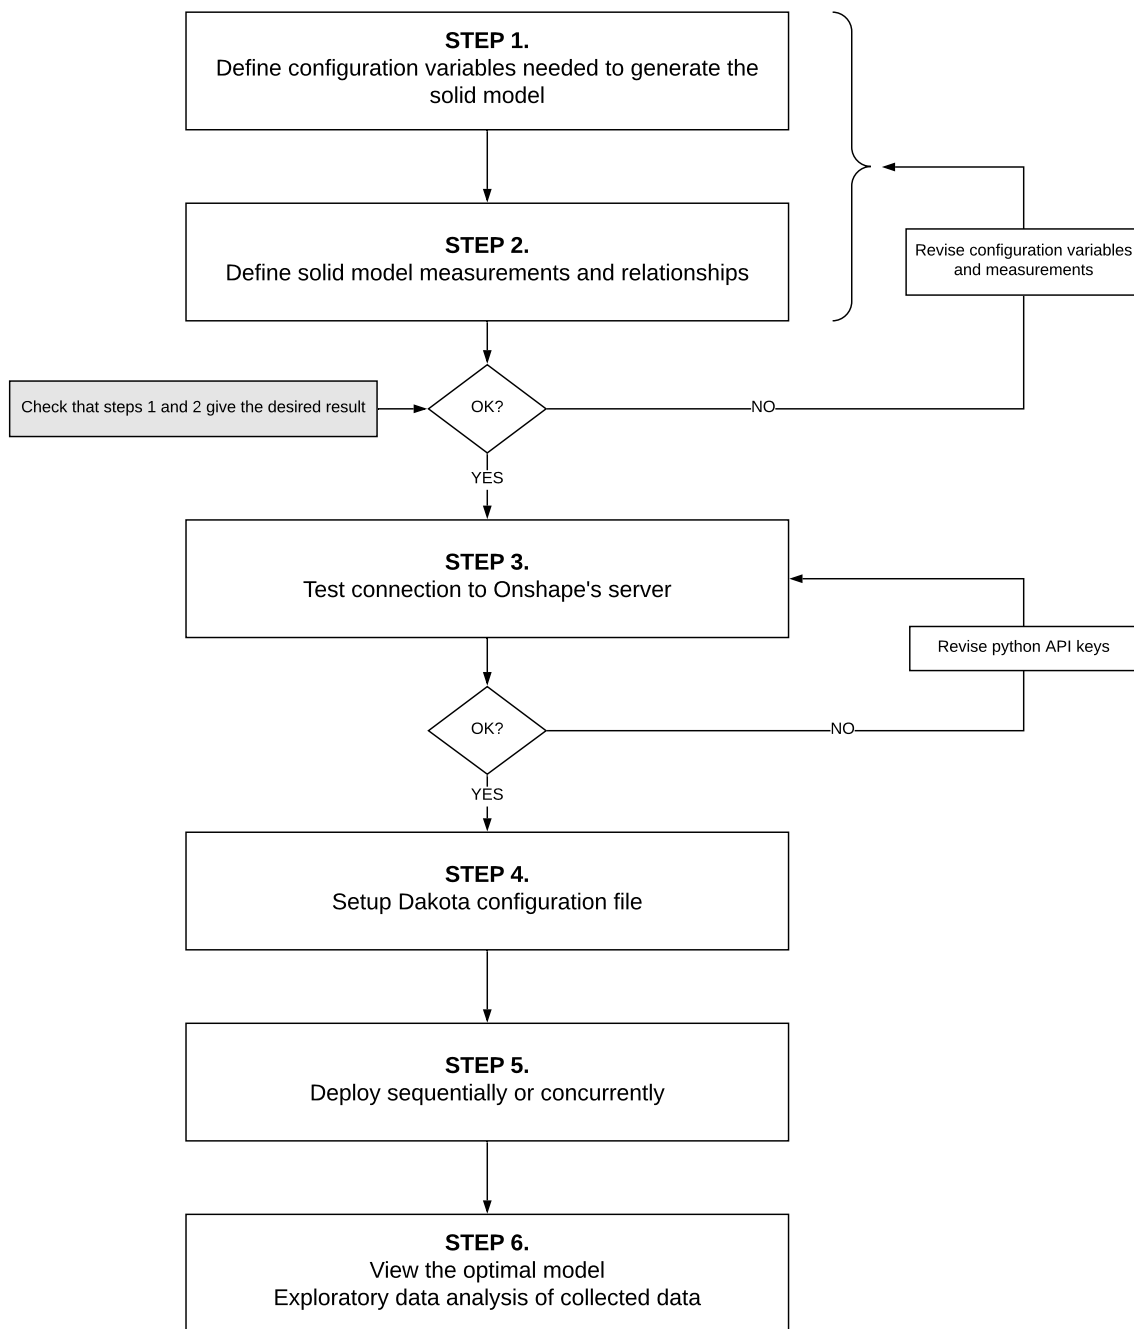 STEP 1.
Define configuration variables needed to generate the
solid model
STEP 2.
Define solid model measurements and relationships
Revise configuration variables
and measurements
Check that steps 1 and 2 give the desired result
OK?
NO
YES
STEP 3.
Test connection to Onshape's server
Revise python API keys
OK?
NO
YES
STEP 4.
Setup Dakota configuration file
STEP 5.
Deploy sequentially or concurrently
STEP 6.
View the optimal model
Exploratory data analysis of collected data